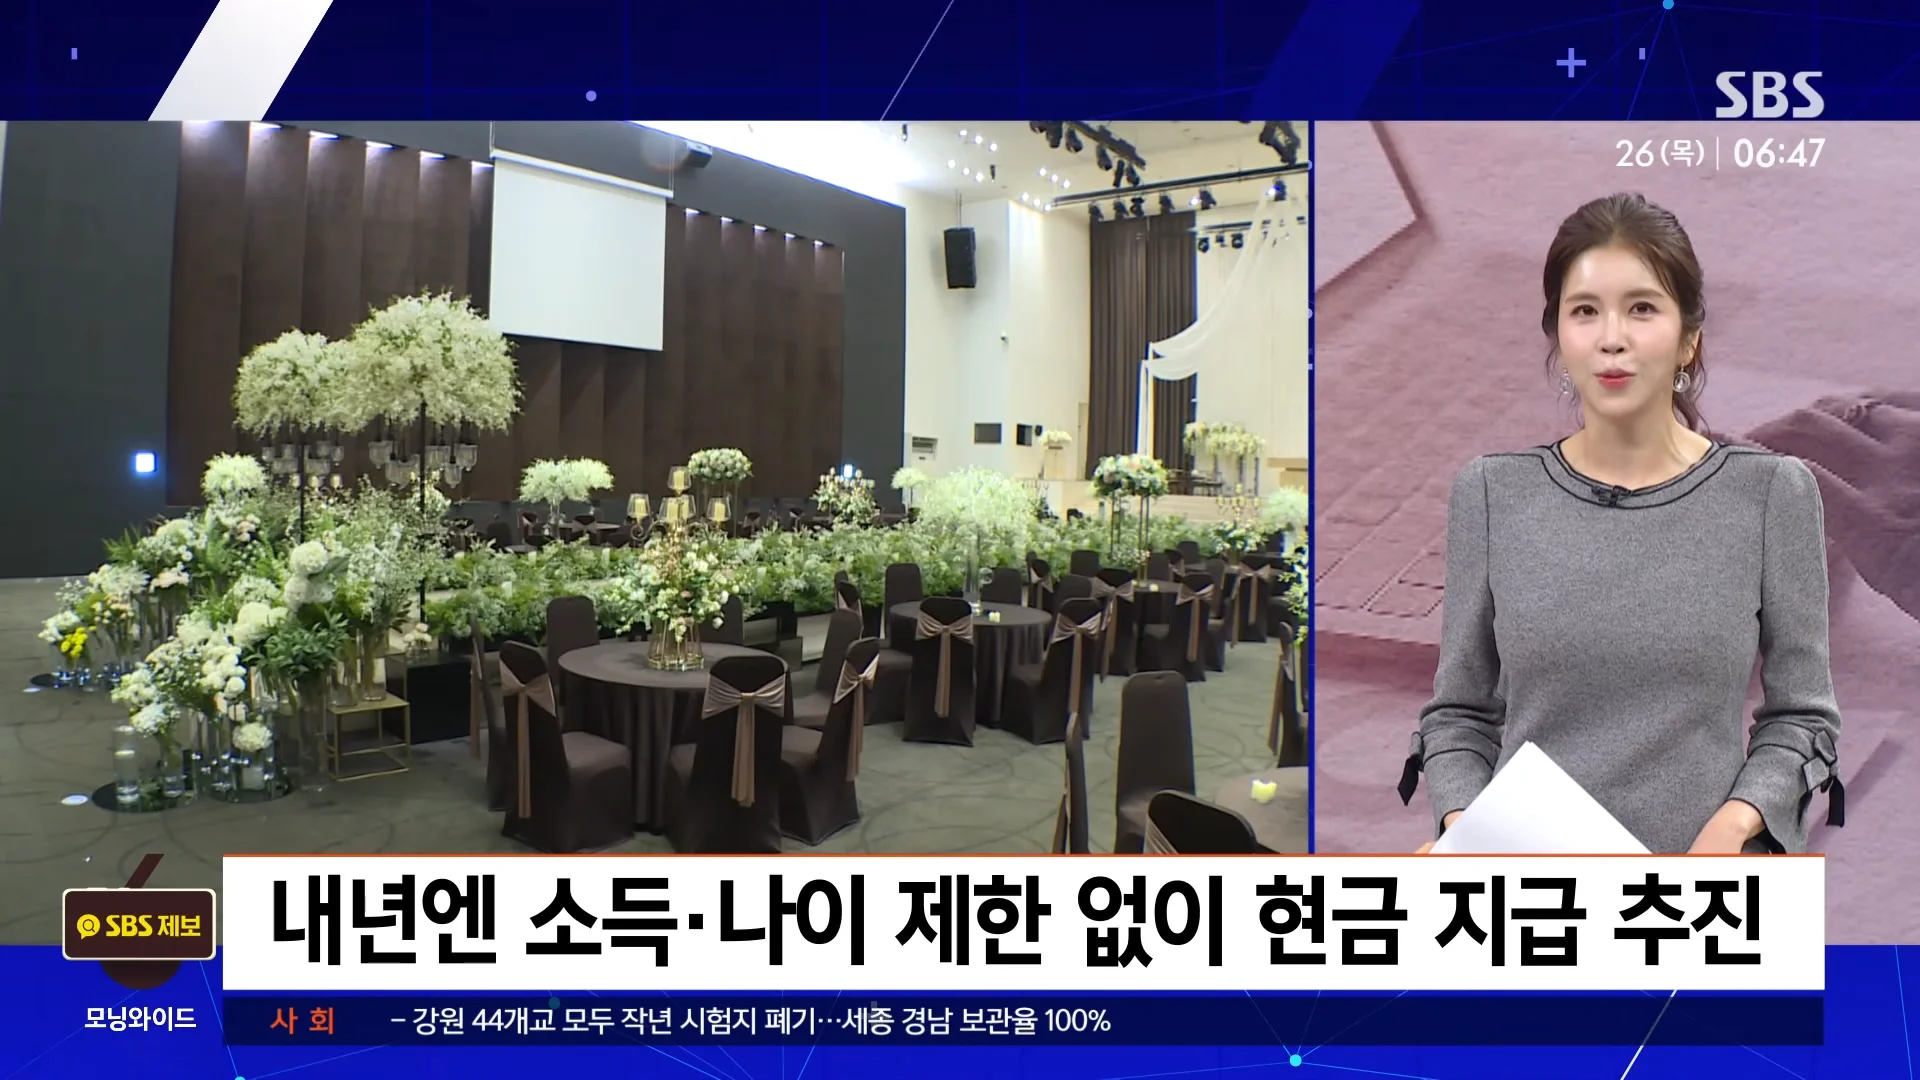 SBS
26(목) | 06:47
내년엔 소득·나이 제한 없이 현금 지급 추진
SBS 제보
모닝와이드
사 회 - 강원 44개교 모두 작년 시험지 폐기…세종 경남 보관율 100%